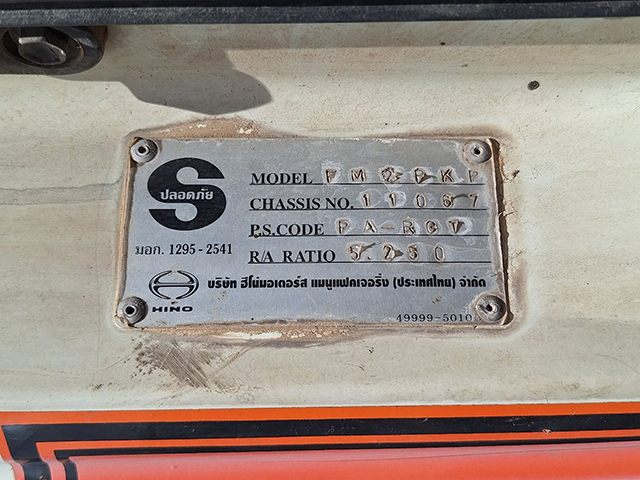 S
ปลอดภัย
มอก. 1295 - 2541
MODEL FM2PKP
CHASSIS NO. 11067
P.S.CODE PA-RGT
R/A RATIO 5.250
HINO
บริษัท ฮีโน่มอเตอร์ส แมนูแฟคเจอริ่ง (ประเทศไทย) จำกัด
49999-5010